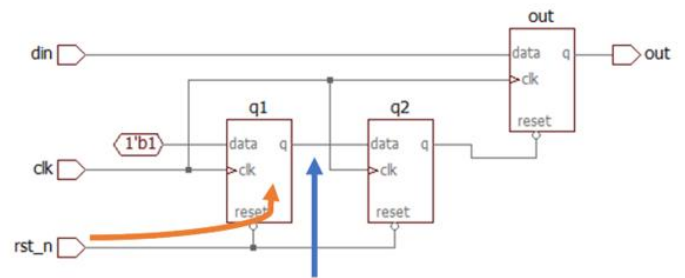 out
din
data q
out
clk
q1
q2
reset
1'b1
data q
data q
clk
clk
clk
reset
reset
rst_n